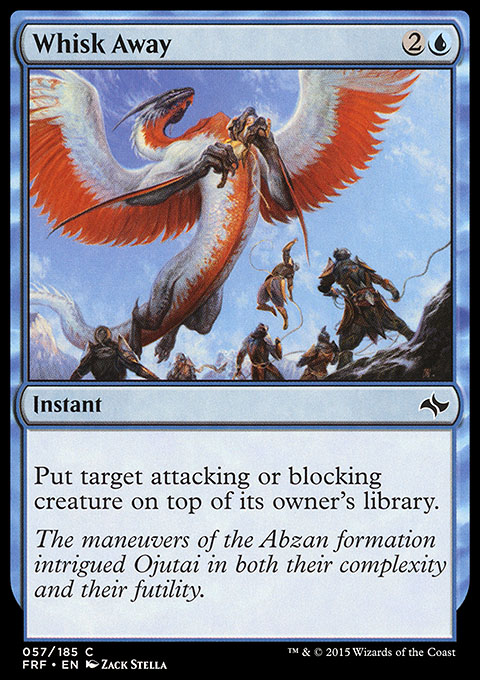 Whisk Away 2
Instant
Put target attacking or blocking
creature on top of its owner's library.
The maneuvers of the Abzan formation
intrigued Ojutai in both their complexity
and their futility.
057/185 C
FRF • EN Zack Stella
™ & © 2015 Wizards of the Coast